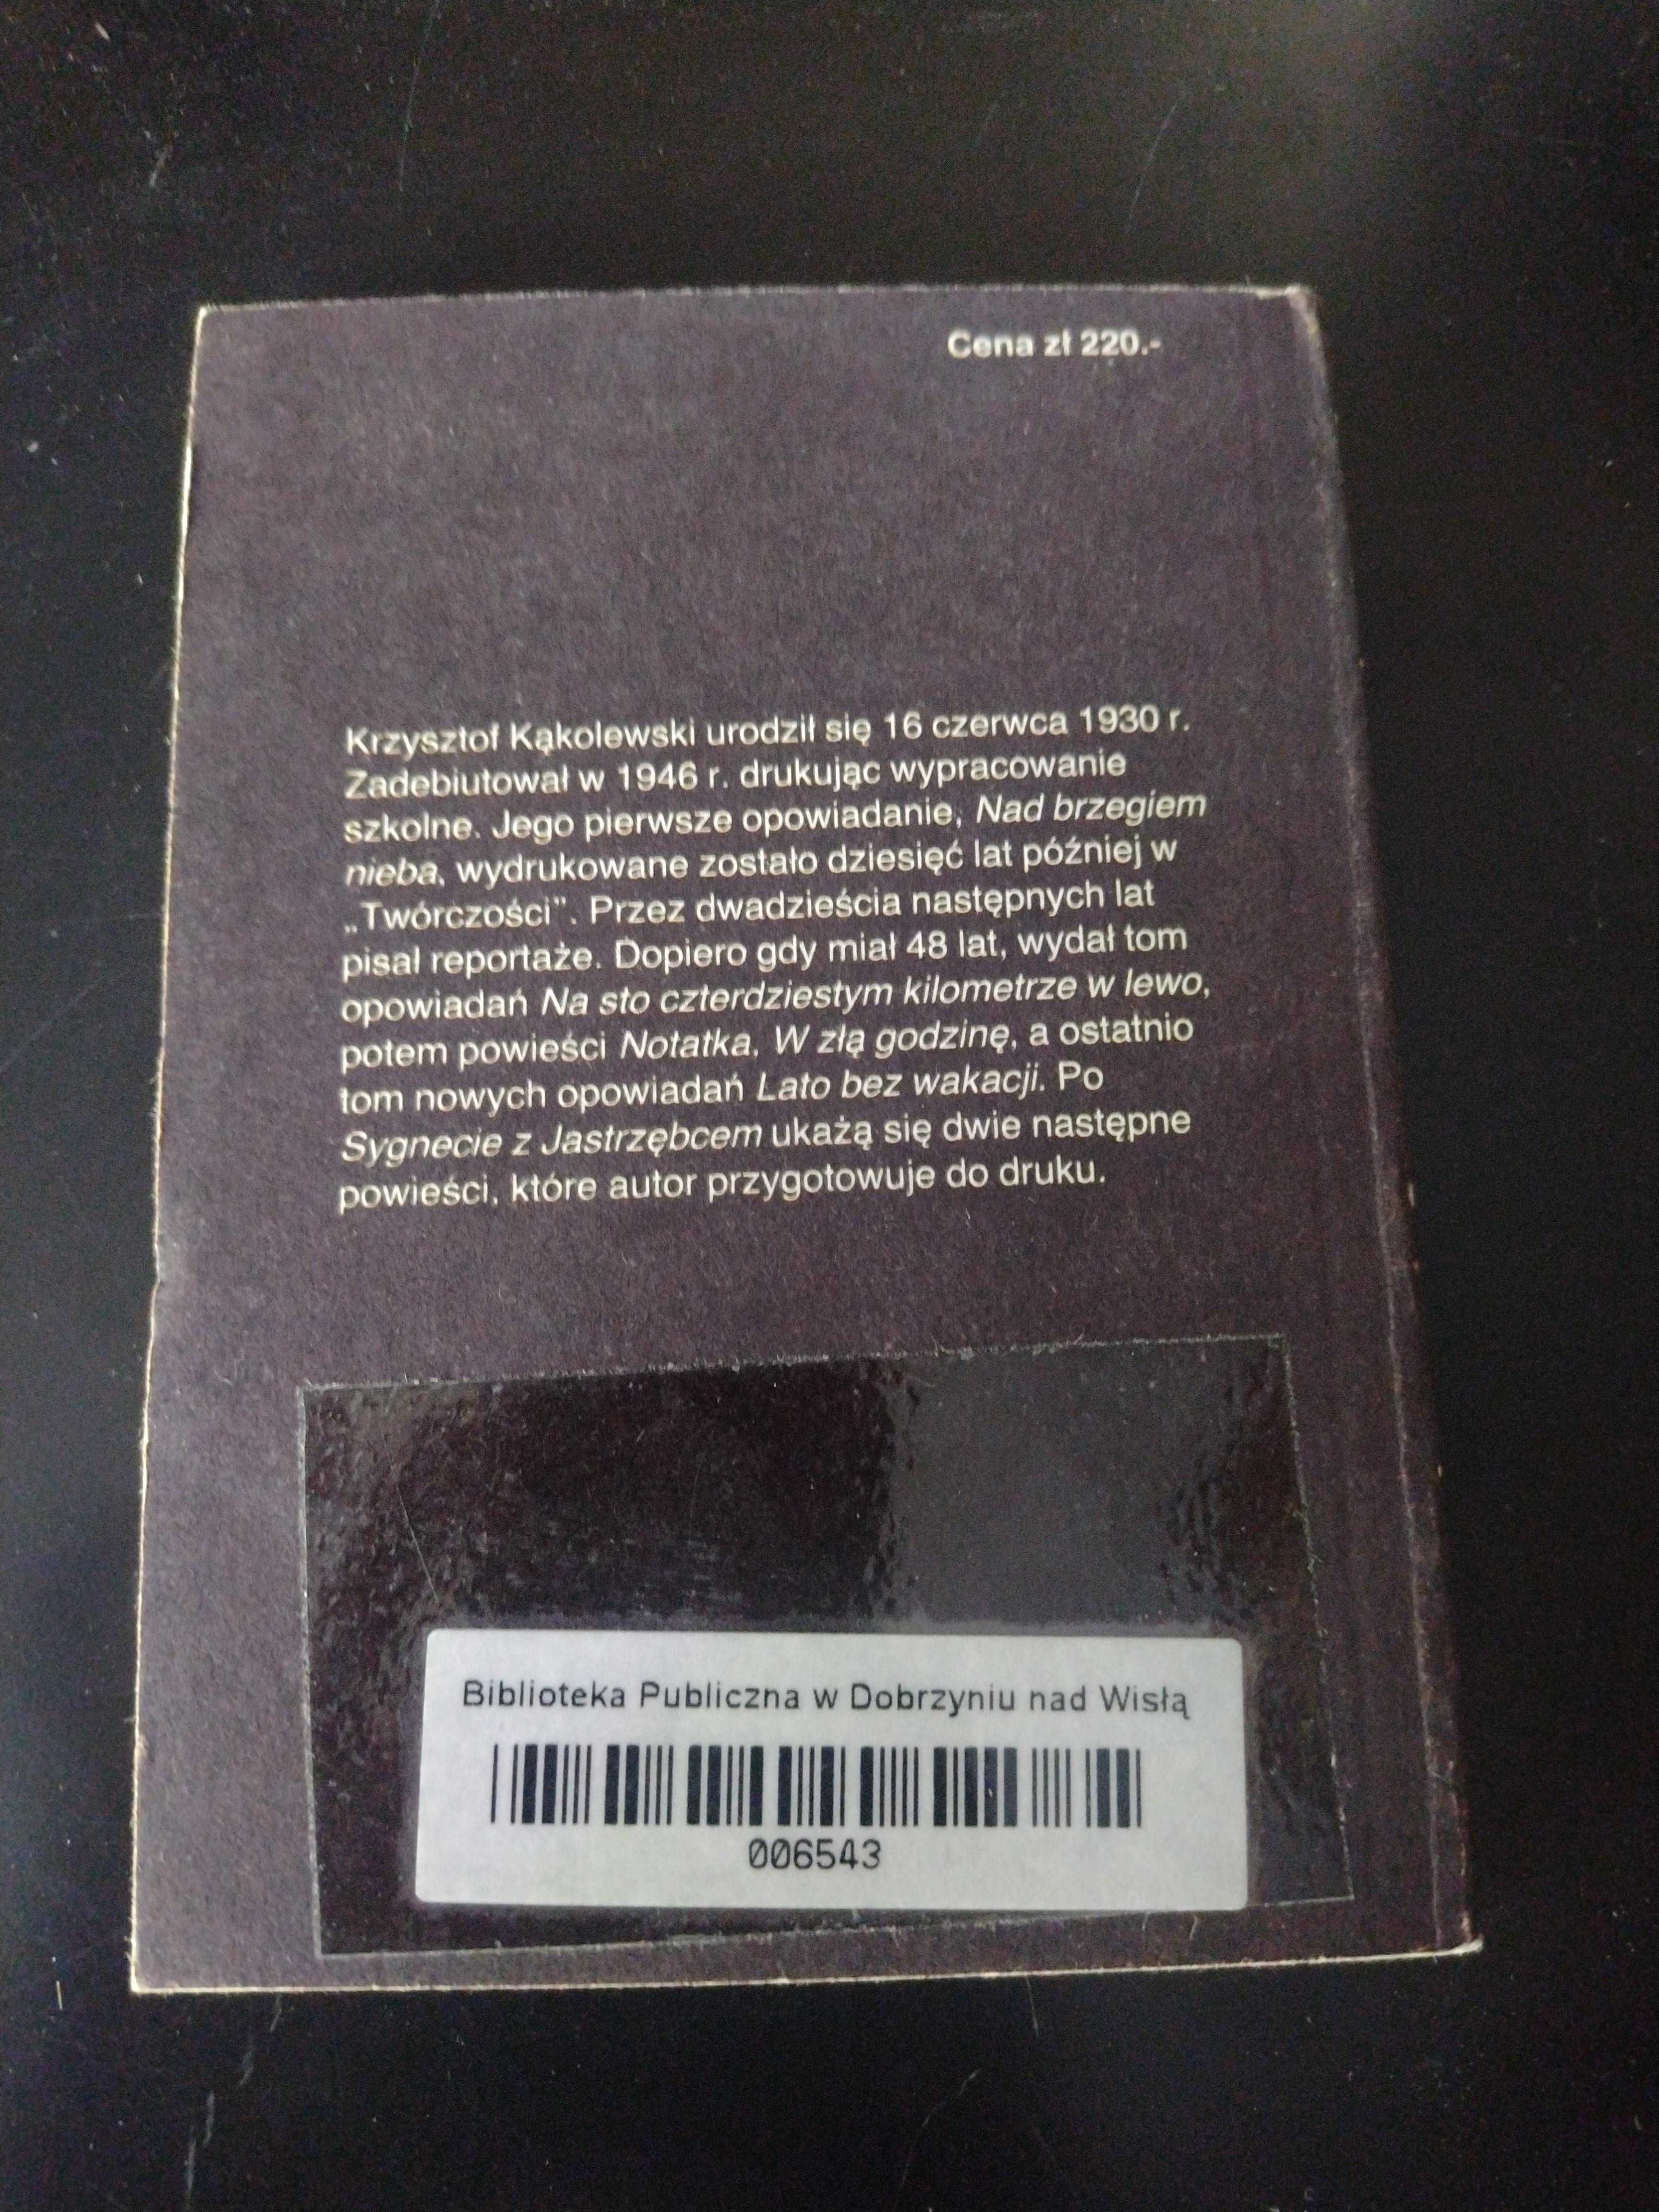 Cena zł 220.-
Krzysztof Kąkolewski urodził się 16 czerwca 1930 r.
Zadebiutował w 1946 r. drukując wypracowanie
szkolne. Jego pierwsze opowiadanie, Nad brzegiem
nieba, wydrukowane zostało dziesięć lat później w
„Twórczości". Przez dwadzieścia następnych lat
pisał reportaże. Dopiero gdy miał 48 lat, wydał tom
opowiadań Na sto czterdziestym kilometrze w lewo,
potem powieści Notatka, W złą godzinę, a ostatnio
tom nowych opowiadań Lato bez wakacji. Po
Sygnecie z Jastrzębcem ukażą się dwie następne
powieści, które autor przygotowuje do druku.
Biblioteka Publiczna w Dobrzyniu nad Wisłą
006543